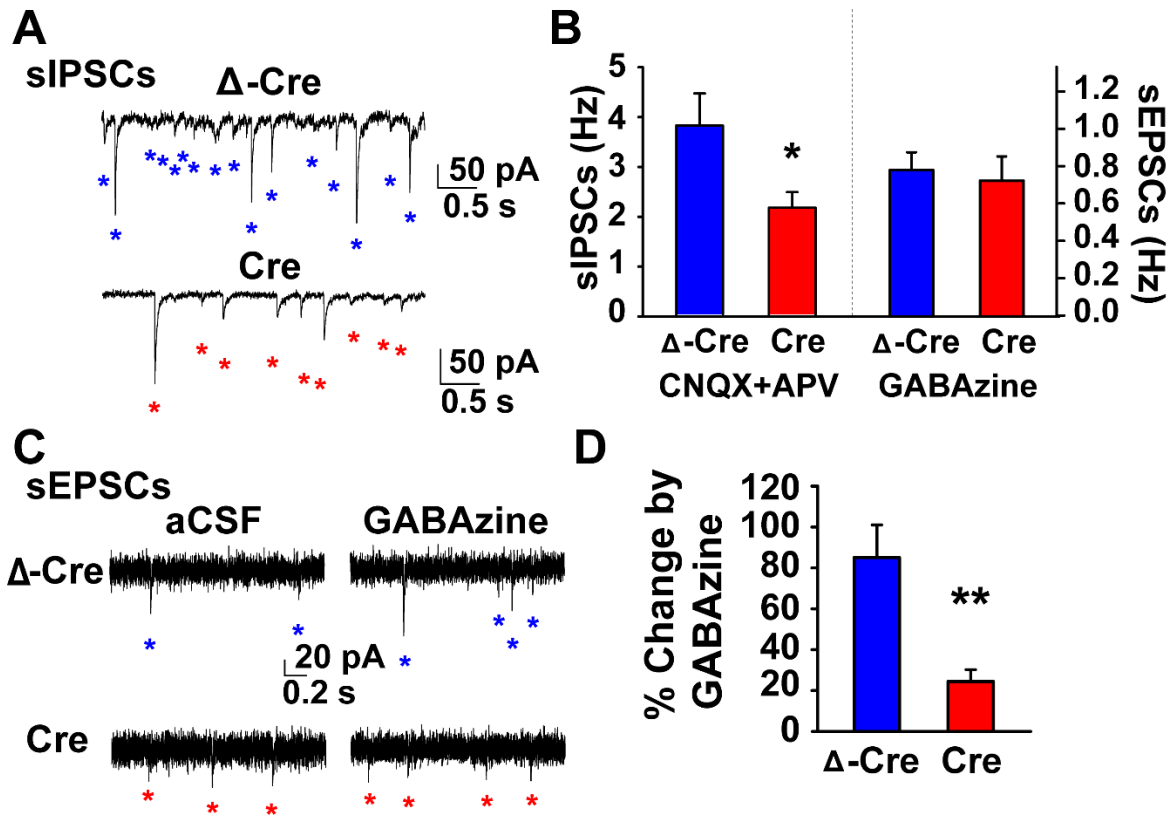 A
sIPSCs
Δ-Cre
50 pA
0.5 s
Cre
50 pA
0.5 s
B
sIPSCs (Hz)
5
4
3
2
1
0
*
1.2
1.0
0.8
0.6
0.4
0.2
0.0
sEPSCs (Hz)
Δ-Cre Cre Δ-Cre Cre
CNQX+APV GABAzine
C
sEPSCs
aCSF GABAzine
Δ-Cre
20 pA
0.2 s
Cre
D
% Change by
GABAzine
120
100
80
60
40
20
0
**
Δ-Cre Cre